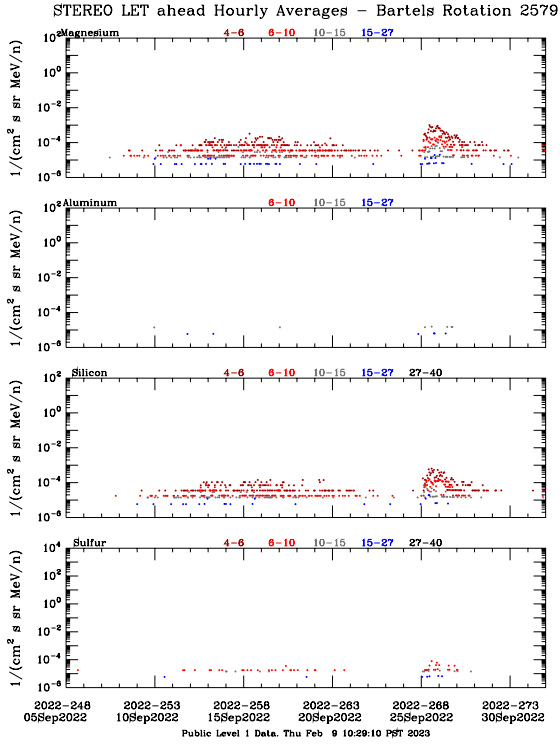 STEREO LET ahead Hourly Averages – Bartels Rotation 2579
Magnesium 4-6 6-10 10-15 15-27
1/(cm² s sr MeV/n)
10²
10⁰
10⁻²
10⁻⁴
10⁻⁶
Aluminum 6-10 10-15 15-27
1/(cm² s sr MeV/n)
10²
10⁰
10⁻²
10⁻⁴
10⁻⁶
Silicon 4-6 6-10 10-15 15-27 27-40
1/(cm² s sr MeV/n)
10²
10⁰
10⁻²
10⁻⁴
10⁻⁶
Sulfur 4-6 6-10 10-15 15-27 27-40
1/(cm² s sr MeV/n)
10⁴
10²
10⁰
10⁻²
10⁻⁴
10⁻⁶
2022-248 2022-253 2022-258 2022-263 2022-268 2022-273
05Sep2022 10Sep2022 15Sep2022 20Sep2022 25Sep2022 30Sep2022
Public Level 1 Data. Thu Feb 9 10:29:10 PST 2023